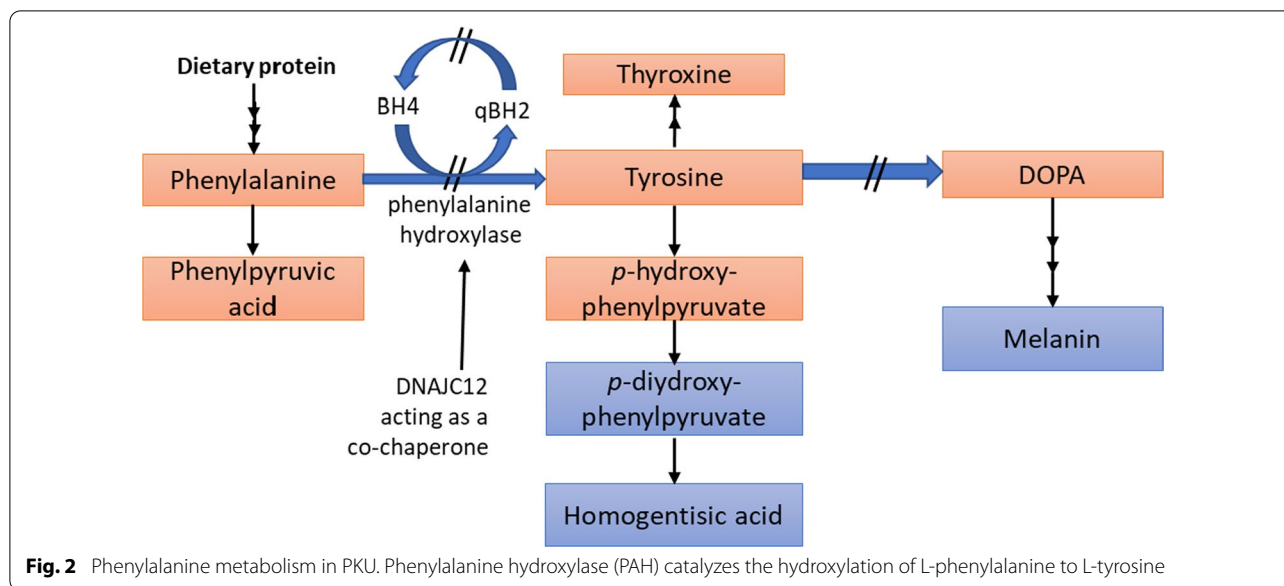 Dietary protein
BH4
qBH2
Thyroxine
Phenylalanine
phenylalanine
hydroxylase
Tyrosine
DOPA
Phenylpyruvic
acid
p-hydroxy-
phenylpyruvate
Melanin
DNAJC12
acting as a
co-chaperone
p-diydroxy-
phenylpyruvate
Homogentisic acid
Fig. 2 Phenylalanine metabolism in PKU. Phenylalanine hydroxylase (PAH) catalyzes the hydroxylation of L-phenylalanine to L-tyrosine